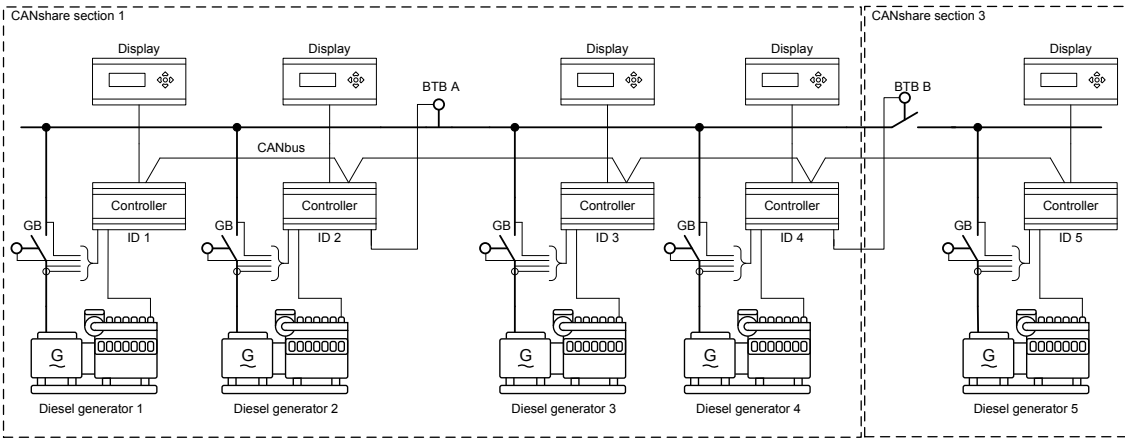 CANshare section 1
CANshare section 3
Display
Display
Display
Display
Display
BTB A
BTB B
CANbus
Controller
Controller
Controller
Controller
Controller
GB
ID 1
GB
ID 2
GB
ID 3
GB
ID 4
GB
ID 5
G
G
G
G
G
Diesel generator 1
Diesel generator 2
Diesel generator 3
Diesel generator 4
Diesel generator 5